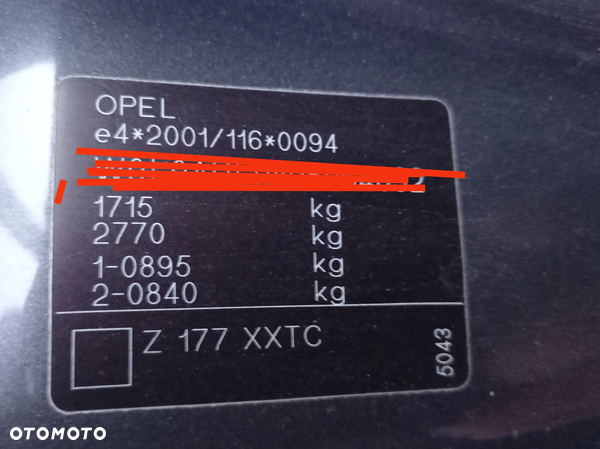 OPEL
e4*2001/116*0094
1715 kg
2770 kg
1-0895 kg
2-0840 kg
Z 177 XXTC
5043
OTOMOTO